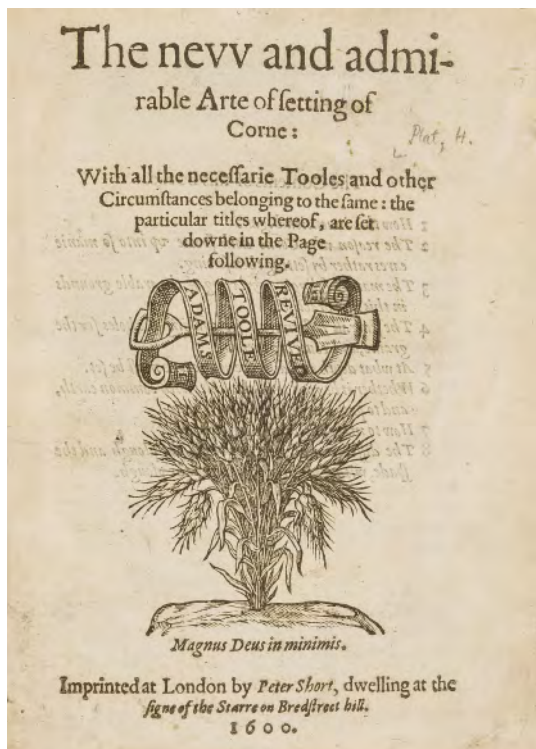 The nevv and admi-
rable Arte of ſetting of
Corne:
Plat, H.
With all the neceſſarie Tooles and other
Circumſtances belonging to the ſame: the
particular titles whereof, are ſet
downe in the Page
following.
ADAMS TOOLE REVIVED
Magnus Deus in minimis.
Imprinted at London by Peter Short, dwelling at the
ſigne of the Starre on Bredſtreet hill.
1600.